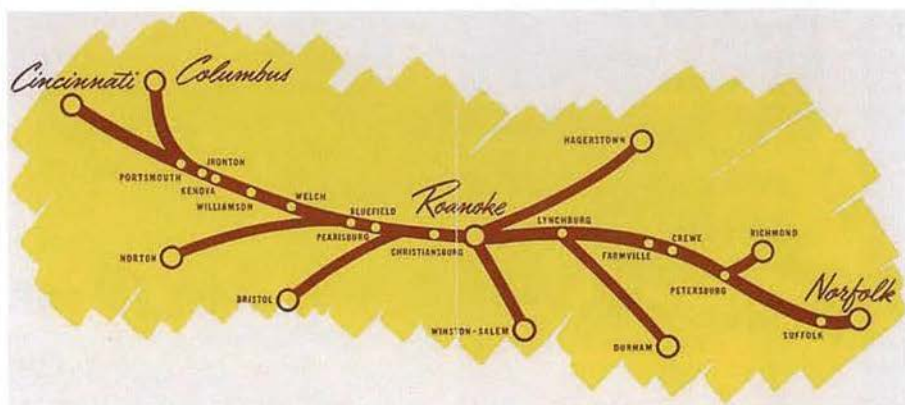 Cincinnati
Columbus
HAGERSTOWN
IRONTON
PORTSMOUTH
KENOVA
WELCH
WILLIAMSON
Roanoke
BLUEFIELD
LYNCHBURG
PEARISBURG
RICHMOND
CREWE
CHRISTIANSBURG
FARMVILLE
NORTON
PETERSBURG
Norfolk
BRISTOL
WINSTON-SALEM
SUFFOLK
DURHAM